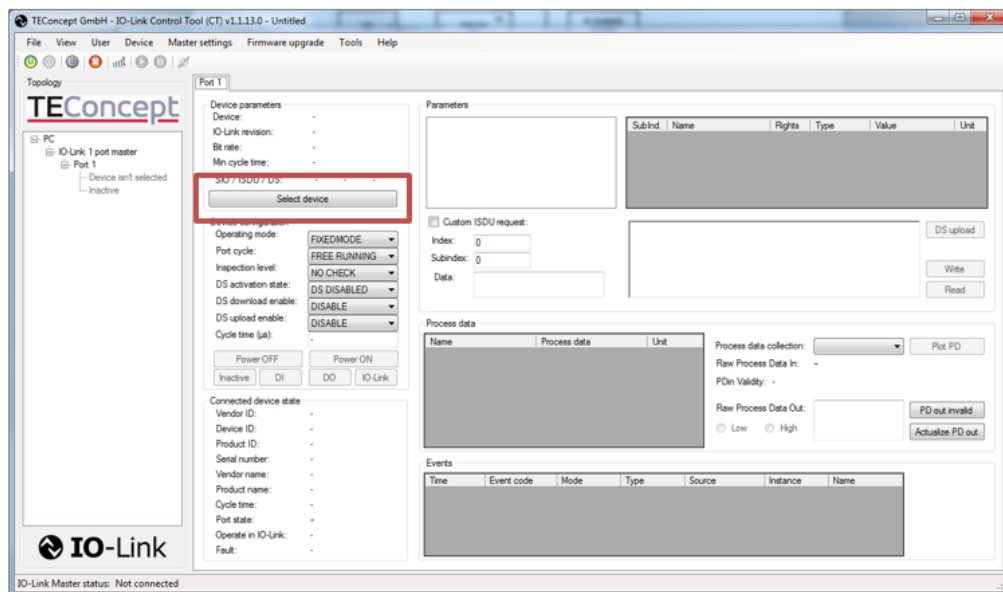 TEConcept GmbH - IO-Link Control Tool (CT) v1.1.13.0 - Untitled
File View User Device Master settings Firmware upgrade Tools Help
Topology
TEConcept
PC
IO-Link 1 port master
Port 1
Device isn't selected
Inactive
IO-Link
Port 1
Device parameters
Device: -
IO-Link revision: -
Bit rate: -
Min cycle time: -
SIO / ISDU / DS: - - -
Select device
Device configuration
Operating mode: FIXEDMODE
Port cycle: FREE RUNNING
Inspection level: NO CHECK
DS activation state: DS DISABLED
DS download enable: DISABLE
DS upload enable: DISABLE
Cycle time (µs): -
Power OFF Power ON
Inactive DI DO IO-Link
Connected device state
Vendor ID: -
Device ID: -
Product ID: -
Serial number: -
Vendor name: -
Product name: -
Cycle time: -
Port state: -
Operate in IO-Link: -
Fault: -
Parameters
SubInd. Name Rights Type Value Unit
Custom ISDU request:
Index: 0
Subindex: 0
Data:
DS upload
Write
Read
Process data
Name Process data Unit
Process data collection: Plot PD
Raw Process Data In: -
PDin Validity: -
Raw Process Data Out: PD out invalid
Low High Actualize PD out
Events
Time Event code Mode Type Source Instance Name
IO-Link Master status: Not connected